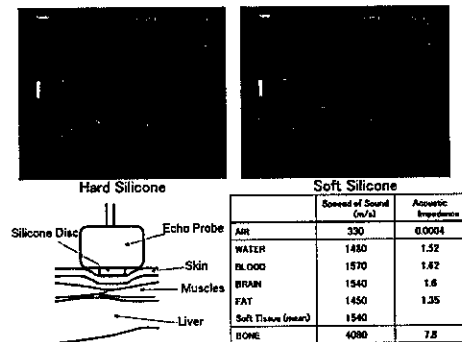 Hard Silicone
Soft Silicone
Silicone Disc
Echo Probe
Skin
Muscles
Liver
Speed of Sound (m/s) Acoustic Impedence
AIR 330 0.0004
WATER 1480 1.52
BLOOD 1570 1.62
BRAIN 1540 1.6
FAT 1450 1.35
Soft Tissue (mean) 1540
BONE 4080 7.8